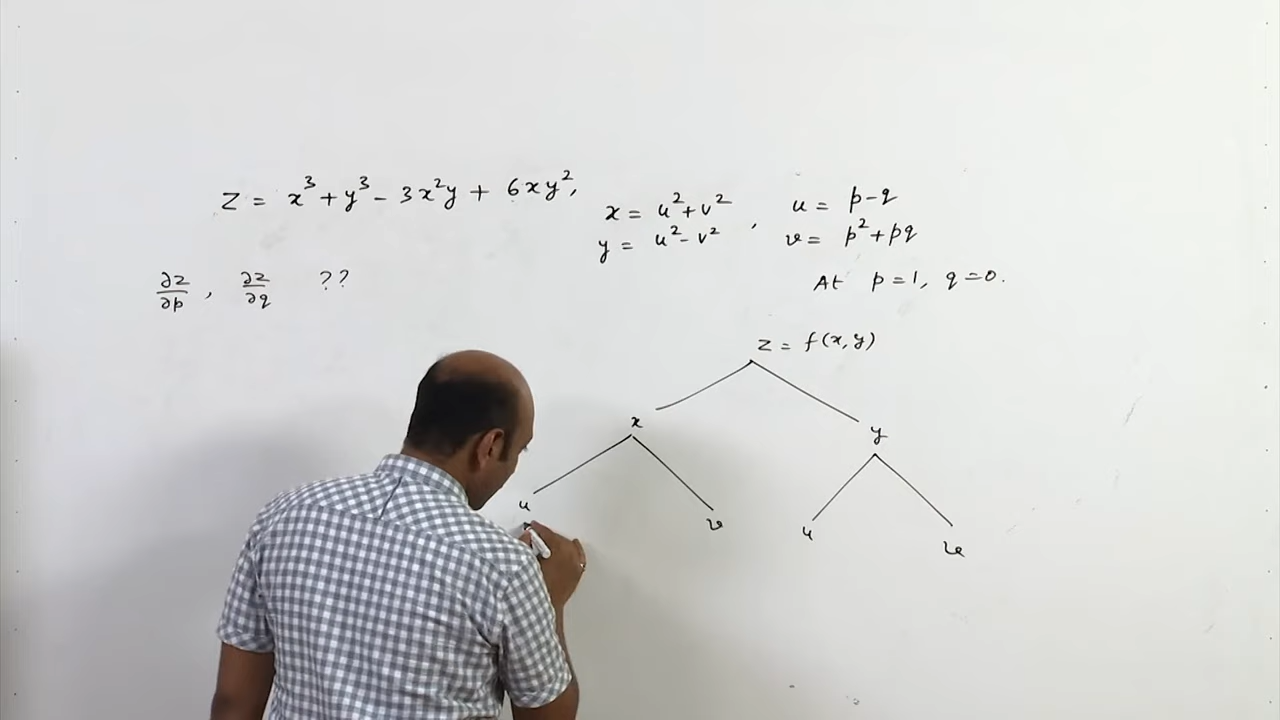 z = x³ + y³ - 3x²y + 6xy²,
x = u² + v² , u = p - q
y = u² - v² v = p² + pq
∂z/∂p , ∂z/∂q ??
At p = 1, q = 0.
z = f(x, y)
x y
u v u v